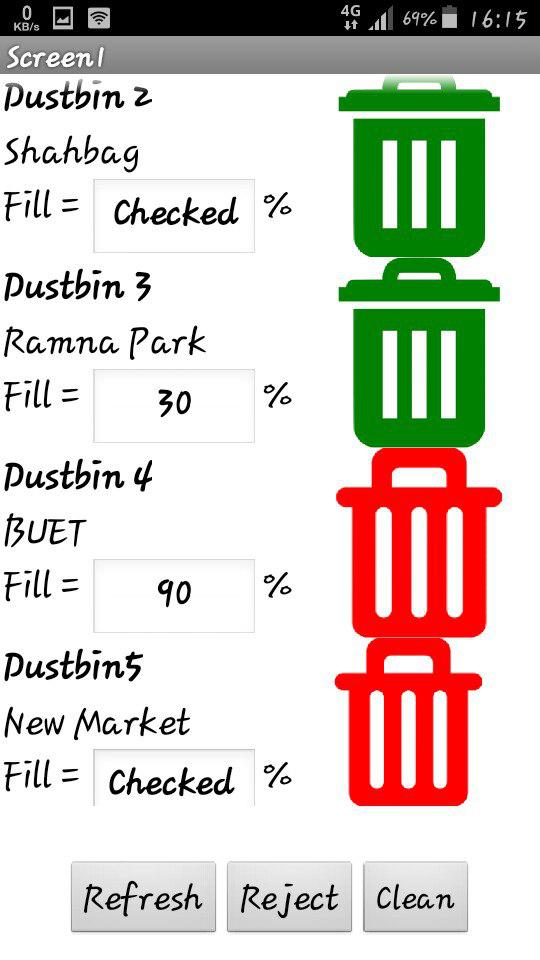 0
KB/s
4G
69%
16:15
Screen1
Dustbin 2
Shahbag
Fill = Checked %
Dustbin 3
Ramna Park
Fill = 30 %
Dustbin 4
BUET
Fill = 90 %
Dustbin5
New Market
Fill = Checked %
Refresh Reject Clean